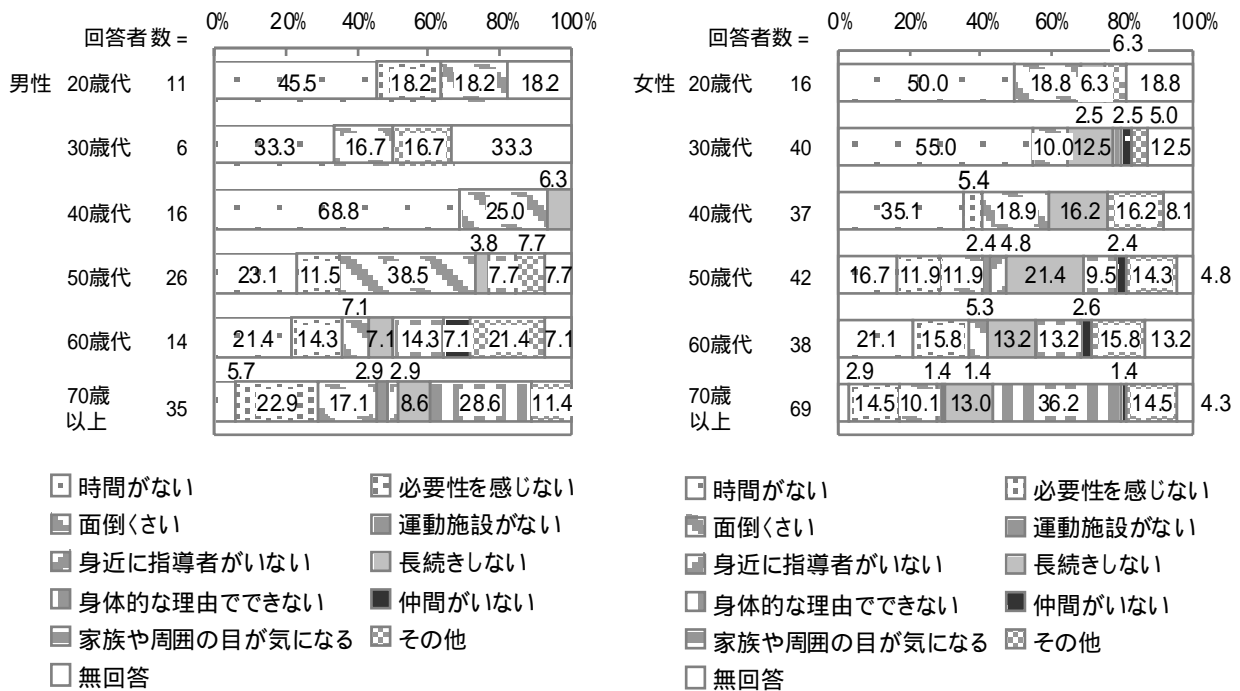 0% 20% 40% 60% 80% 100%
回答者数 =
男性 20歳代 11 45.5 18.2 18.2 18.2
30歳代 6 33.3 16.7 16.7 33.3
6.3
40歳代 16 68.8 25.0
3.8 7.7
50歳代 26 23.1 11.5 38.5 7.7 7.7
7.1
60歳代 14 21.4 14.3 7.1 14.3 7.1 21.4 7.1
5.7 2.9 2.9
70歳以上 35 22.9 17.1 8.6 28.6 11.4
時間がない 必要性を感じない
面倒くさい 運動施設がない
身近に指導者がいない 長続きしない
身体的な理由でできない 仲間がいない
家族や周囲の目が気になる その他
無回答
0% 20% 40% 60% 80% 100%
回答者数 =
6.3
女性 20歳代 16 50.0 18.8 6.3 18.8
2.5 2.5 5.0
30歳代 40 55.0 10.0 12.5 12.5
5.4
40歳代 37 35.1 18.9 16.2 16.2 8.1
2.4 4.8 2.4
50歳代 42 16.7 11.9 11.9 21.4 9.5 14.3 4.8
5.3 2.6
60歳代 38 21.1 15.8 13.2 13.2 15.8 13.2
2.9 1.4 1.4 1.4
70歳以上 69 14.5 10.1 13.0 36.2 14.5 4.3
時間がない 必要性を感じない
面倒くさい 運動施設がない
身近に指導者がいない 長続きしない
身体的な理由でできない 仲間がいない
家族や周囲の目が気になる その他
無回答